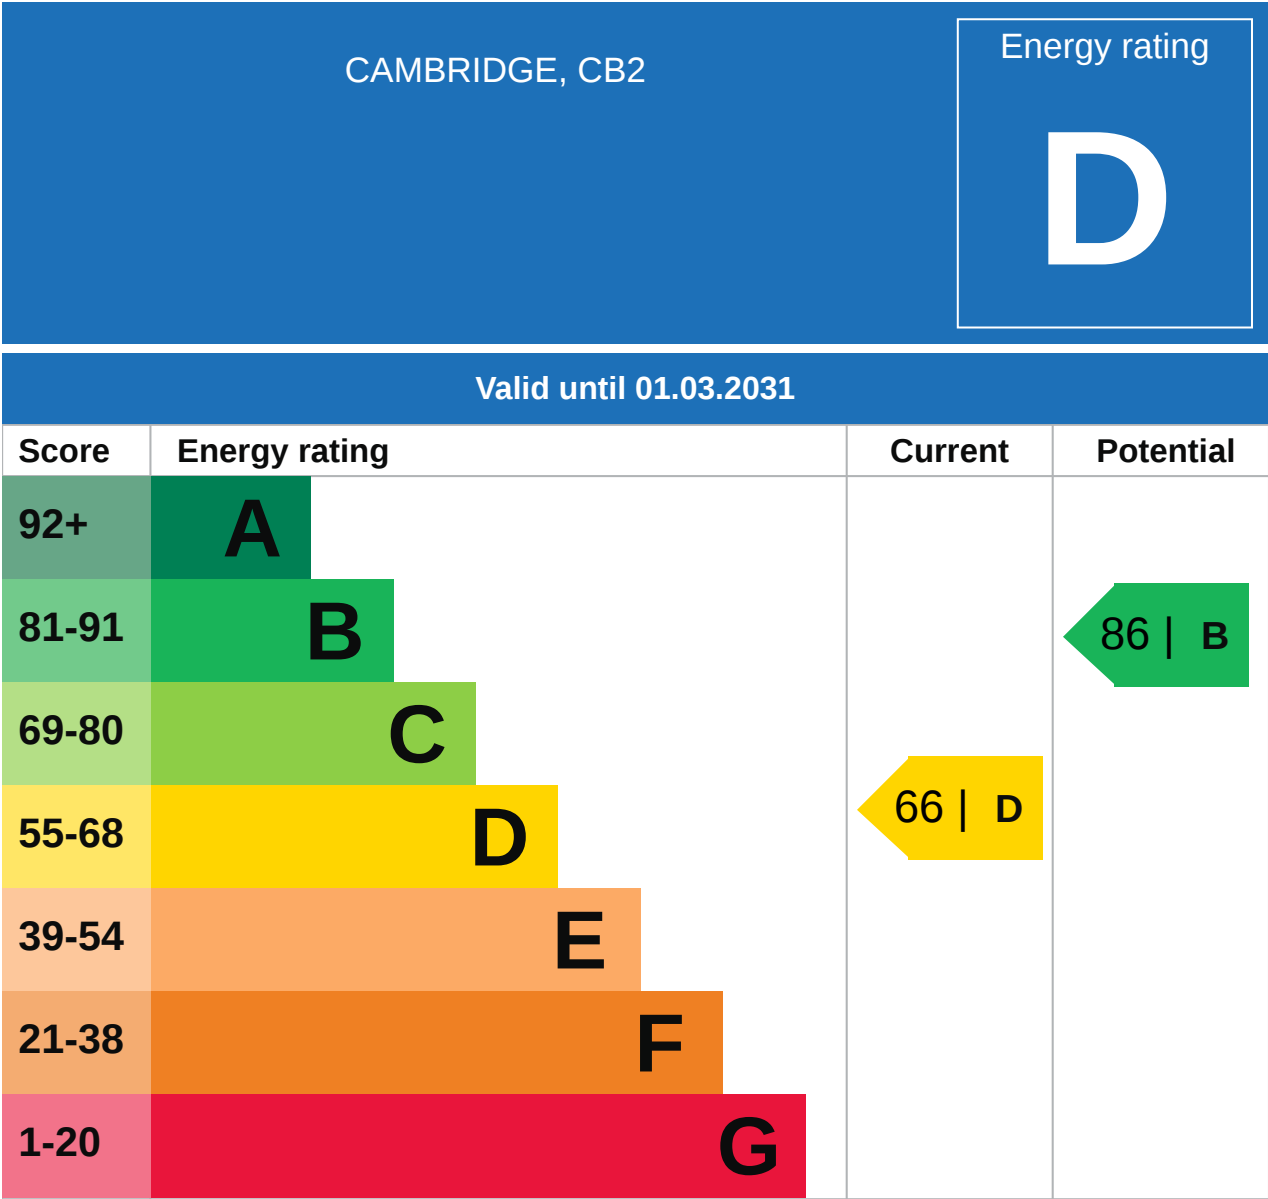 CAMBRIDGE, CB2
Energy rating
D
Valid until 01.03.2031
Score Energy rating Current Potential
92+ A
81-91 B 86 | B
69-80 C
55-68 D 66 | D
39-54 E
21-38 F
1-20 G